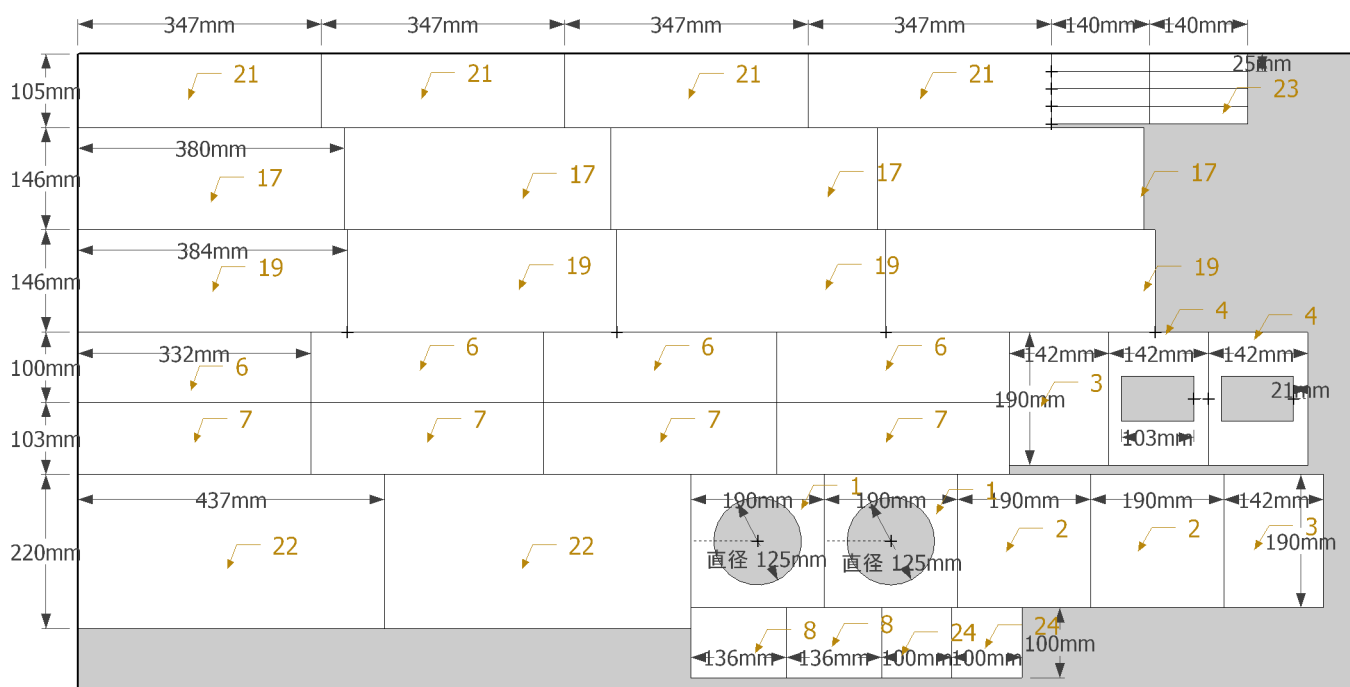 347mm 347mm 347mm 347mm 140mm 140mm
25mm
105mm 21 21 21 21 23
380mm
146mm 17 17 17 17
384mm
146mm 19 19 19 19
4 4
332mm 6 6 6 142mm 142mm 142mm
100mm 6 3 21mm
190mm
103mm 7 7 7 7 103mm
437mm 190mm 1 190mm 1 190mm 190mm 142mm
220mm 22 22 2 2 3
190mm
直径 125mm 直径 125mm
8 8 24 24
100mm
136mm 136mm 100mm 100mm